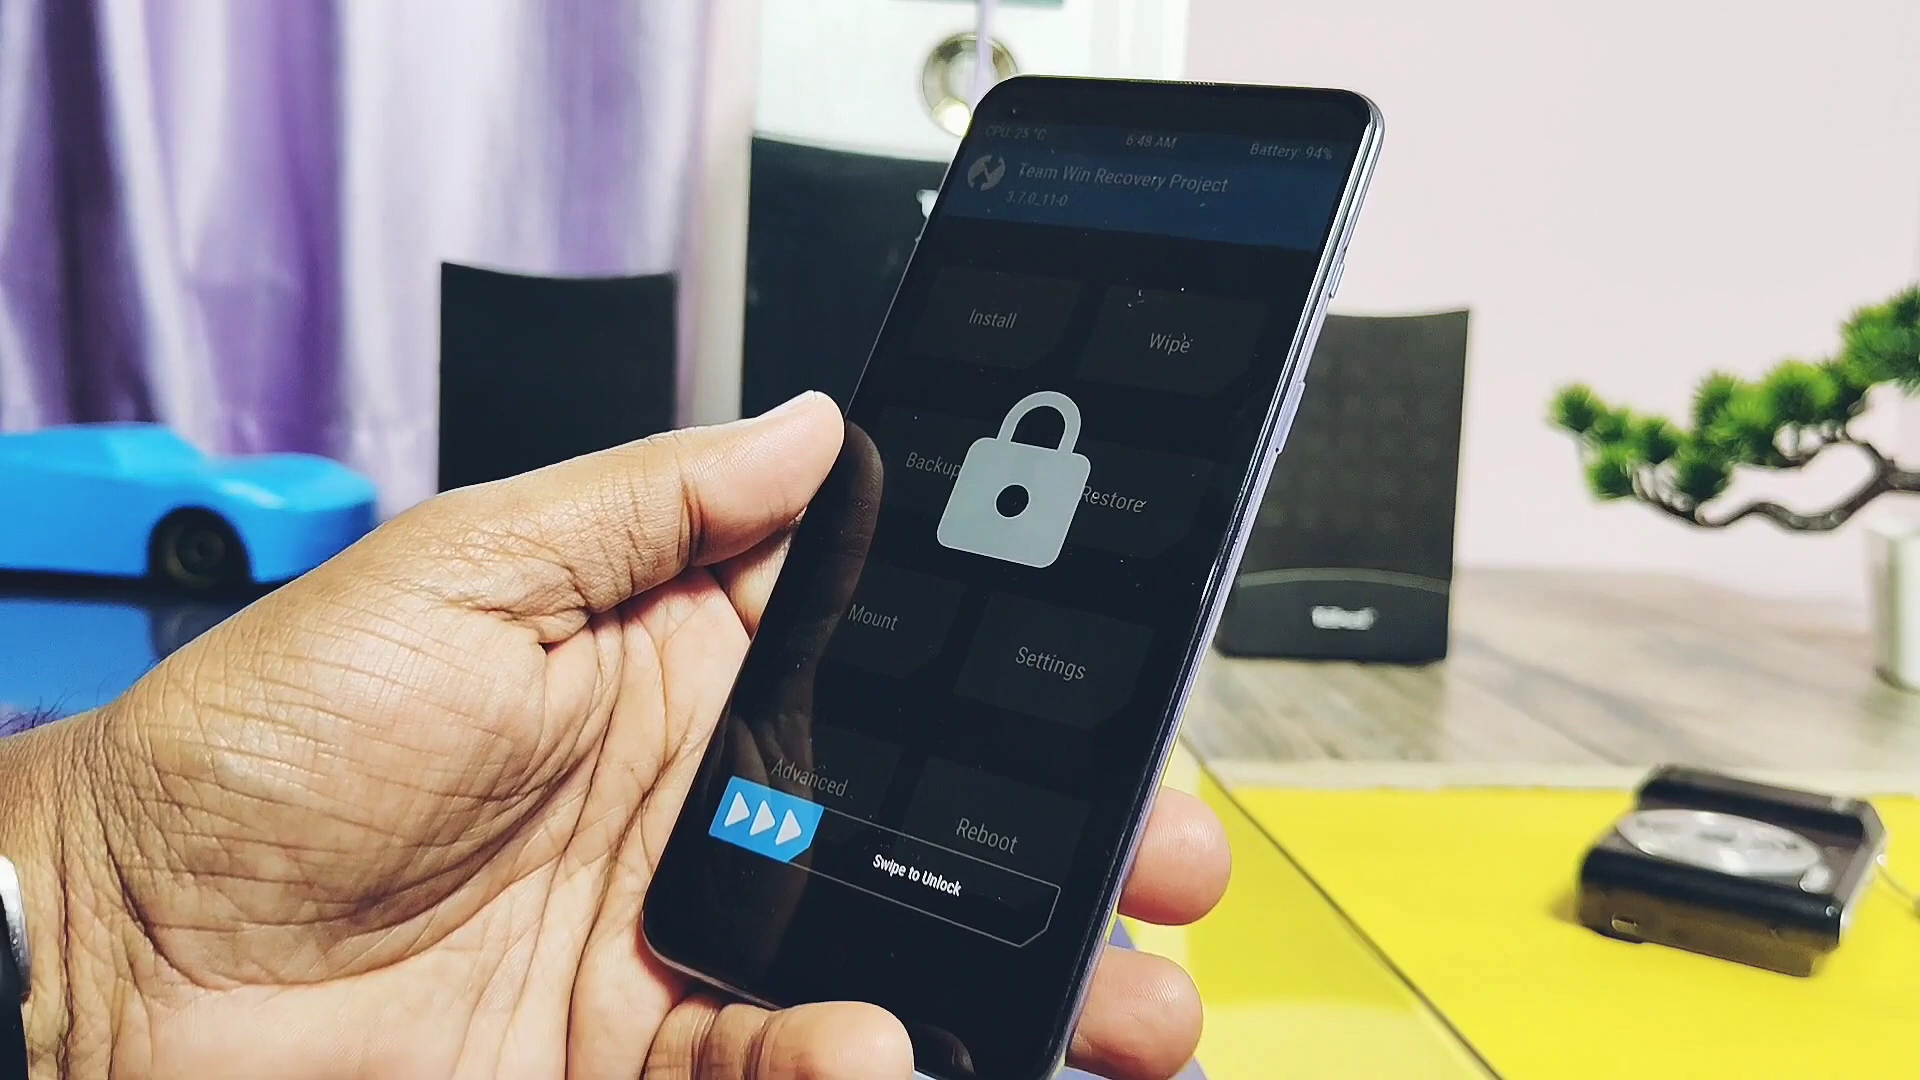 CPU: 25 °C 6:49 AM Battery: 94%
Team Win Recovery Project
3.7.0_11-0
Install Wipe
Backup Restore
Mount Settings
Advanced Reboot
Swipe to Unlock